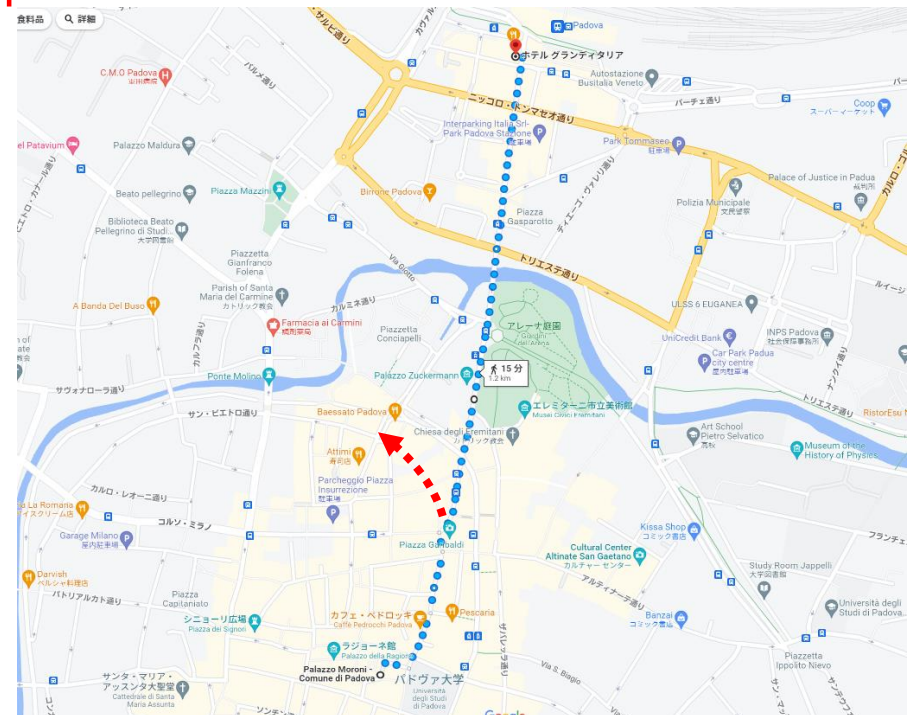 食料品
詳細
Padova
ホテル グランディタリア
C.M.O Padova
Autostazione
Busitalia Veneto
バーチェ通り
Coop
スーパーマーケット
ニッコロ・トンマセオ通り
Interparking Italia Srl-
Park Padova Stazione
駐車場
Park Tommaseo
駐車場
el Patavium
Palazzo Maldura
Palace of Justice in Padua
裁判所
Beato pellegrino
Piazza Mazzini
Birrone Padova
Polizia Municipale
Piazza
Gasparotto
Biblioteca Beato
Pellegrino di Studi...
大学図書館
Piazzetta
Gianfranco
Folena
Via Giotto
トリエステ通り
Parish of Santa
Maria del Carmine
カトリック教会
A Banda Del Buso
カルミネ通り
ULSS 6 EUGANEA
Farmacia ai Carmini
Piazzetta
Conciapelli
アレーナ庭園
Giardini
dell'Arena
UniCredit Bank
INPS Padova
Car Park Padua
city centre
屋内駐車場
15 分
1.2 km
Palazzo Zuckermann
Ponte Molino
サヴォナローラ通り
サン・ピエトロ通り
Baessato Padova
エレミターニ市立美術館
Musei Civici Eremitani
トリエステ通り
RistorEsu N
Chiesa degli Eremitani
カトリック教会
Art School
Pietro Selvatico
高校
Museum of the
History of Physics
Attimi
寿司店
Parcheggio Piazza
Insurrezione
駐車場
カルロ・レオーニ通り
La Romana
イスクリーム店
コルソ・ミラノ
Garage Milano
屋内駐車場
Piazza Garibaldi
Kissa Shop
コミック書店
Cultural Center
Altinate San Gaetano
カルチャー センター
Study Room Jappelli
大学図書館
Darvish
ペルシャ料理店
パトリアルカト通り
Piazza
Capitaniato
アルティナーテ通り
シニョーリ広場
Piazza dei Signori
カフェ・ペドロッキ
Caffè Pedrocchi Padova
Pescaria
Banzai
コミック書店
Università degli
Studi di Padova...
ザバレッラ通り
ラジョーネ館
Palazzo della Ragione
Palazzo Moroni -
Comune di Padova
パドヴァ大学
Università
degli Studi
di Padova
Via S. Biagio
Piazzetta
Ippolito Nievo
サンタ・マリア・
アッスンタ大聖堂
Cattedrale di Santa
Maria Assunta
Google